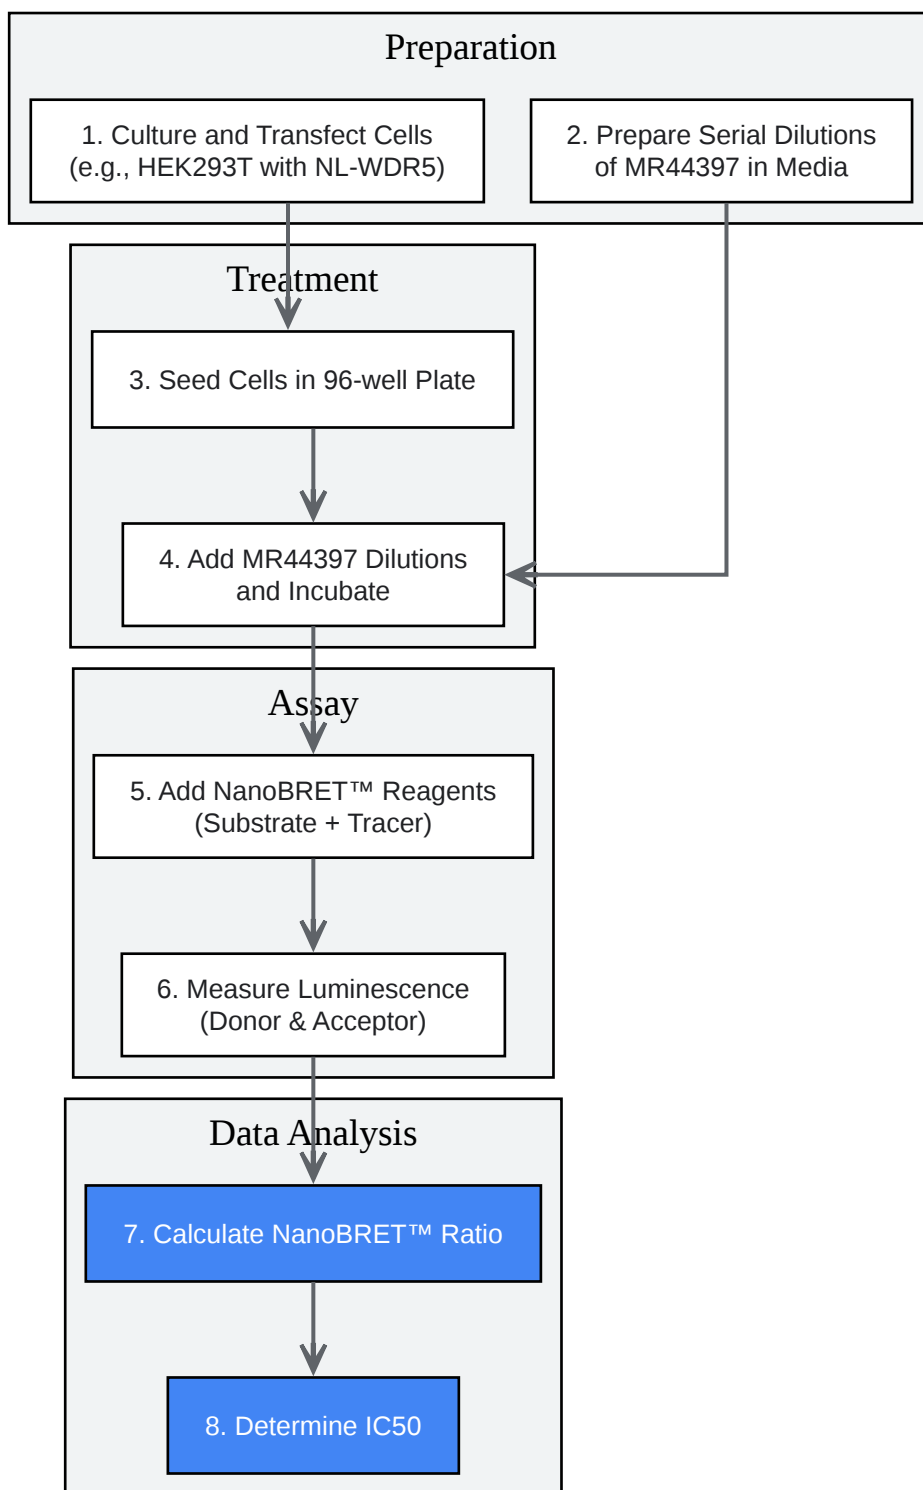 Preparation
1. Culture and Transfect Cells
(e.g., HEK293T with NL-WDR5)
2. Prepare Serial Dilutions
of MR44397 in Media
Treatment
3. Seed Cells in 96-well Plate
4. Add MR44397 Dilutions
and Incubate
Assay
5. Add NanoBRET™ Reagents
(Substrate + Tracer)
6. Measure Luminescence
(Donor & Acceptor)
Data Analysis
7. Calculate NanoBRET™ Ratio
8. Determine IC50